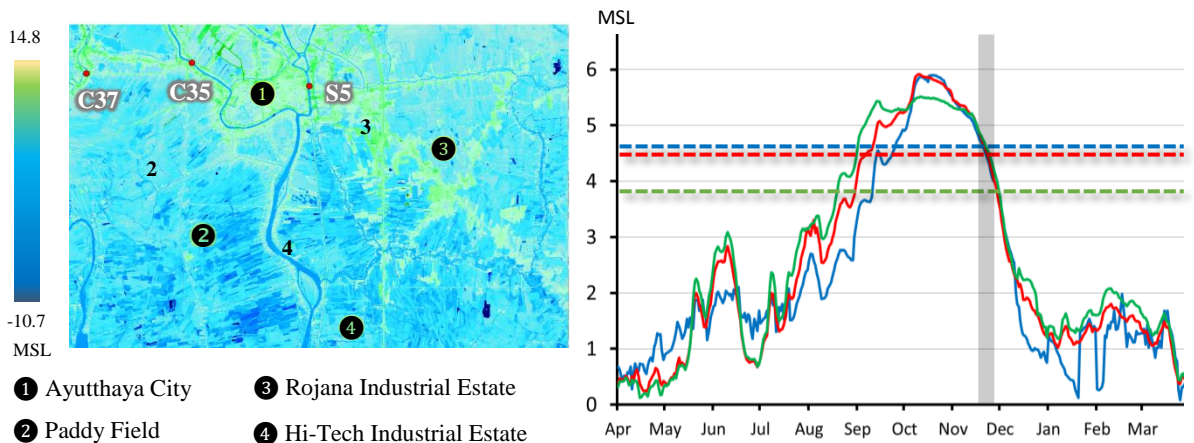 14.8
-10.7
MSL
C37
C35
S5
1
3
3
2
2
4
4
1 Ayutthaya City
2 Paddy Field
3 Rojana Industrial Estate
4 Hi-Tech Industrial Estate
MSL
6
5
4
3
2
1
0
Apr May Jun Jul Aug Sep Oct Nov Dec Jan Feb Mar